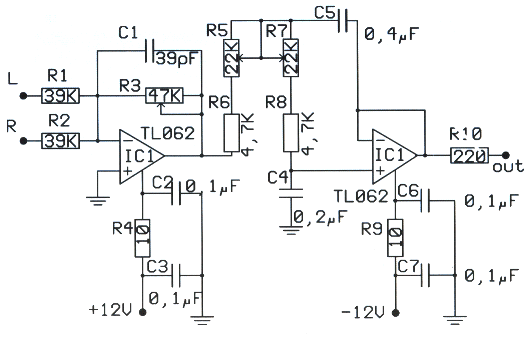 C1
39pF
L
R1
39K
R3
47K
R
R2
39K
TL062
IC1
R5
22K
R7
22K
C5
0,4µF
R6
4,7K
R8
4,7K
C2
0,1µF
R4
10
C3
0,1µF
+12V
C4
0,2µF
IC1
TL062
R10
220
out
C6
0,1µF
R9
10
C7
0,1µF
-12V